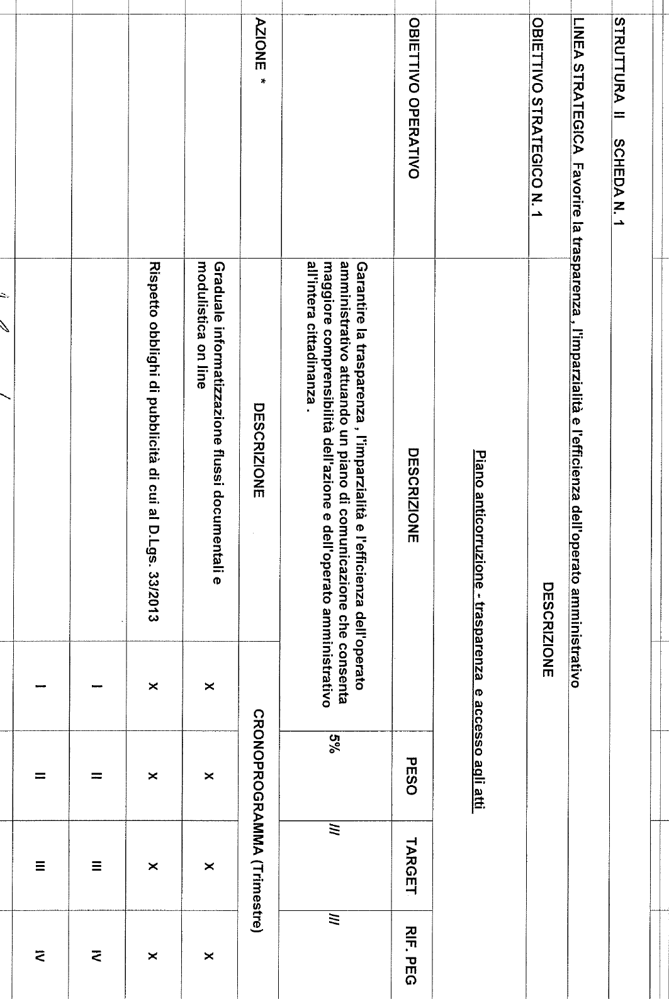 STRUTTURA II SCHEDA N. 1
LINEA STRATEGICA Favorire la trasparenza , l'imparzialità e l'efficienza dell'operato amministrativo
OBIETTIVO STRATEGICO N. 1 DESCRIZIONE
Piano anticorruzione - trasparenza e accesso agli atti
OBIETTIVO OPERATIVO DESCRIZIONE PESO TARGET RIF. PEG
Garantire la trasparenza , l'imparzialità e l'efficienza dell'operato
amministrativo attuando un piano di comunicazione che consenta
maggiore comprensibilità dell'azione e dell'operato amministrativo
all'intera cittadinanza .
5% /// ///
AZIONE * DESCRIZIONE CRONOPROGRAMMA (Trimestre)
Graduale informatizzazione flussi documentali e
modulistica on line
X X X X
Rispetto obblighi di pubblicità di cui al D.Lgs. 33/2013 X X X X
I II III IV
I II III IV